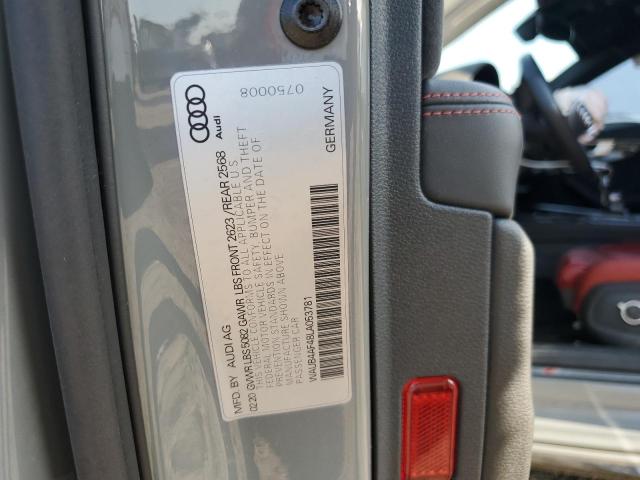 Audi
0750008
MFD. BY AUDI AG
02.20 GVWR LBS 5082 GAWR LBS FRONT 2623 / REAR 2568
THIS VEHICLE CONFORMS TO ALL APPLICABLE U.S.
FEDERAL MOTOR VEHICLE SAFETY, BUMPER AND THEFT
PREVENTION STANDARDS IN EFFECT ON THE DATE OF
MANUFACTURE SHOWN ABOVE
PASSENGER CAR
WAUB4AF48LA053781
GERMANY